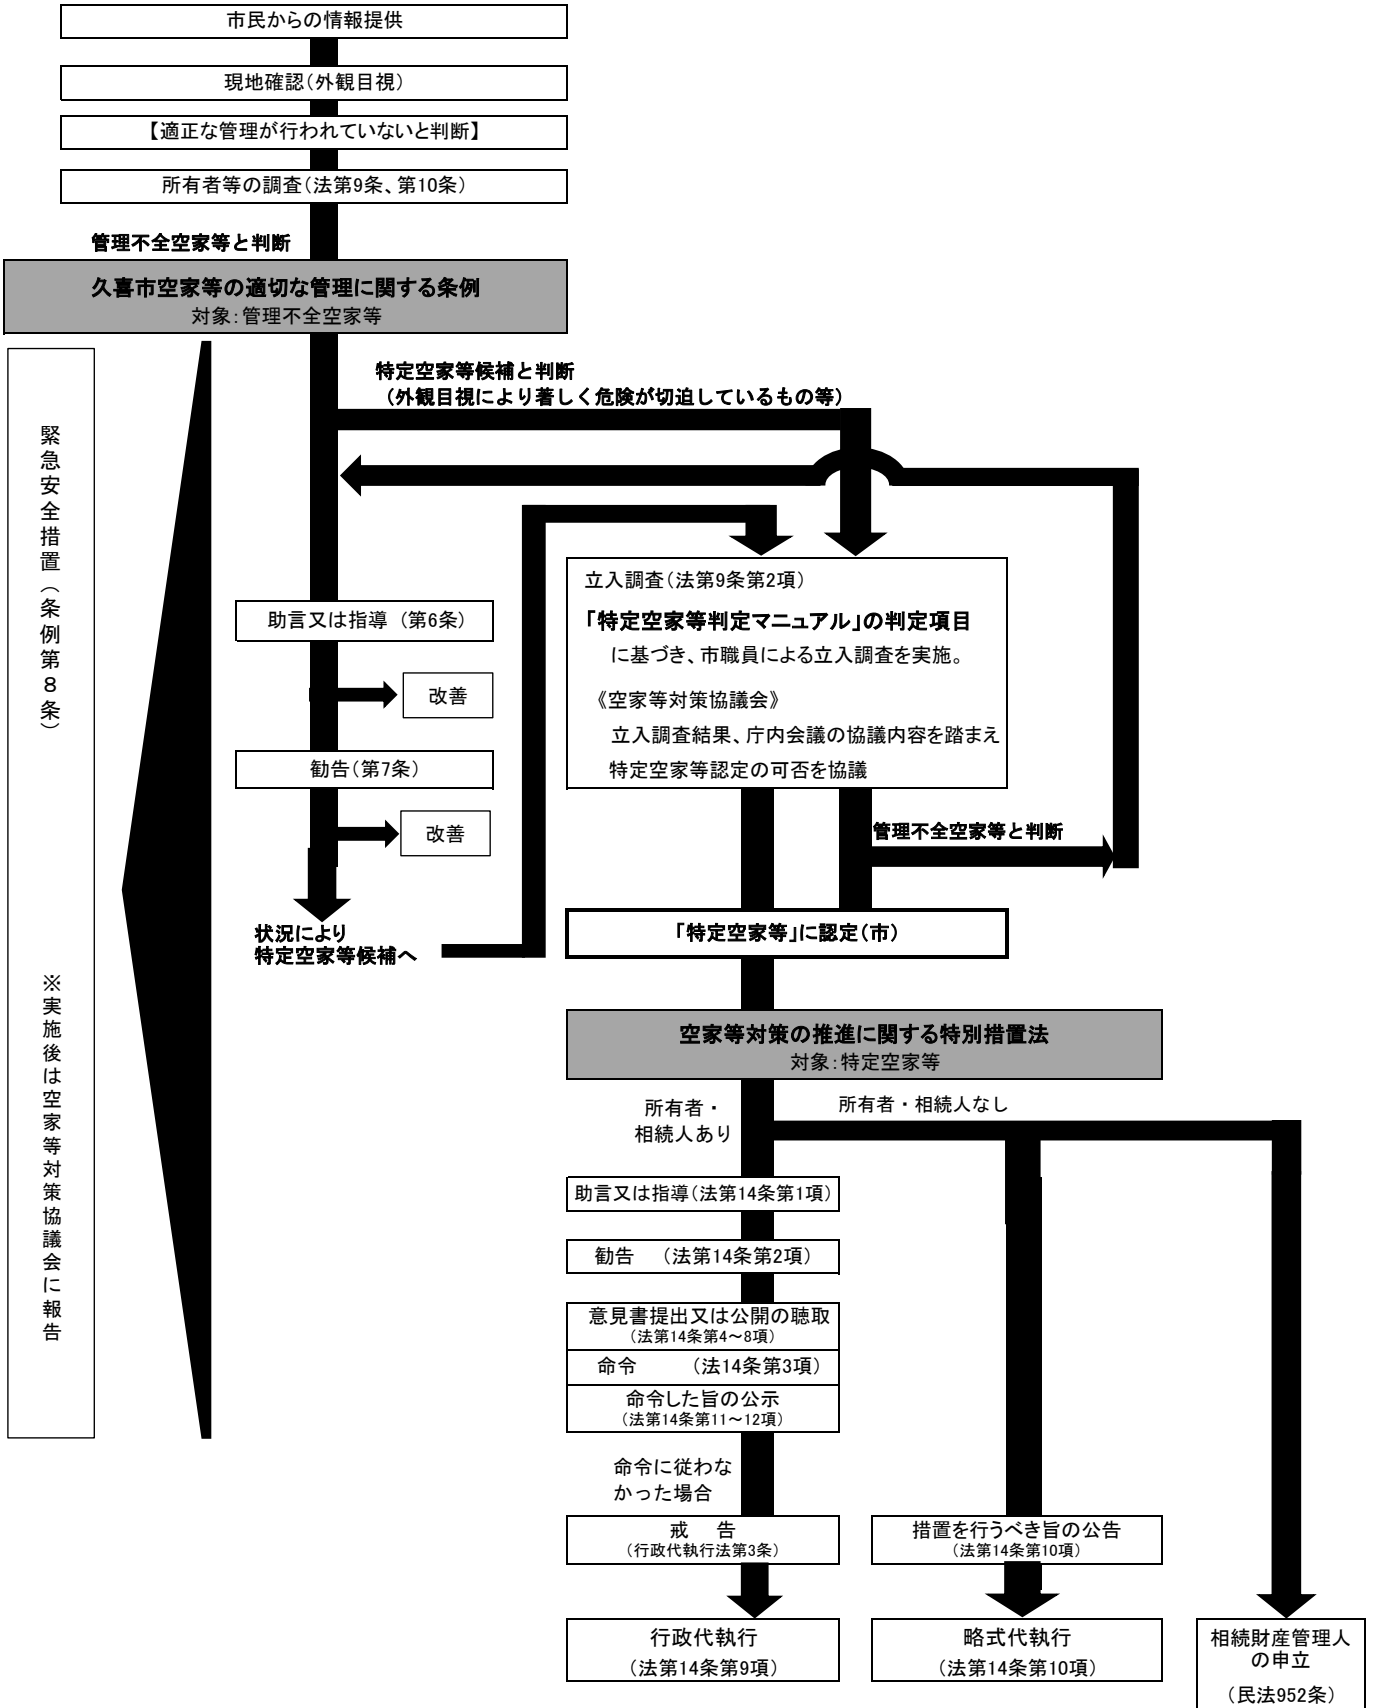 市民からの情報提供
現地確認（外観目視）
【適正な管理が行われていないと判断】
所有者等の調査（法第9条、第10条）
管理不全空家等と判断
久喜市空家等の適切な管理に関する条例
対象：管理不全空家等
緊急安全措置（条例第８条）
※実施後は空家等対策協議会に報告
特定空家等候補と判断
（外観目視により著しく危険が切迫しているもの等）
助言又は指導（第6条）
改善
勧告（第7条）
改善
状況により
特定空家等候補へ
立入調査（法第9条第2項）
「特定空家等判定マニュアル」の判定項目
に基づき、市職員による立入調査を実施。
《空家等対策協議会》
立入調査結果、庁内会議の協議内容を踏まえ
特定空家等認定の可否を協議
管理不全空家等と判断
「特定空家等」に認定（市）
空家等対策の推進に関する特別措置法
対象：特定空家等
所有者・
相続人あり
所有者・相続人なし
助言又は指導（法第14条第1項）
勧告　（法第14条第2項）
意見書提出又は公開の聴取
（法第14条第4～8項）
命令　　（法14条第3項）
命令した旨の公示
（法第14条第11～12項）
命令に従わな
かった場合
戒　告
（行政代執行法第3条）
措置を行うべき旨の公告
（法第14条第10項）
行政代執行
（法第14条第9項）
略式代執行
（法第14条第10項）
相続財産管理人
の申立
（民法952条）